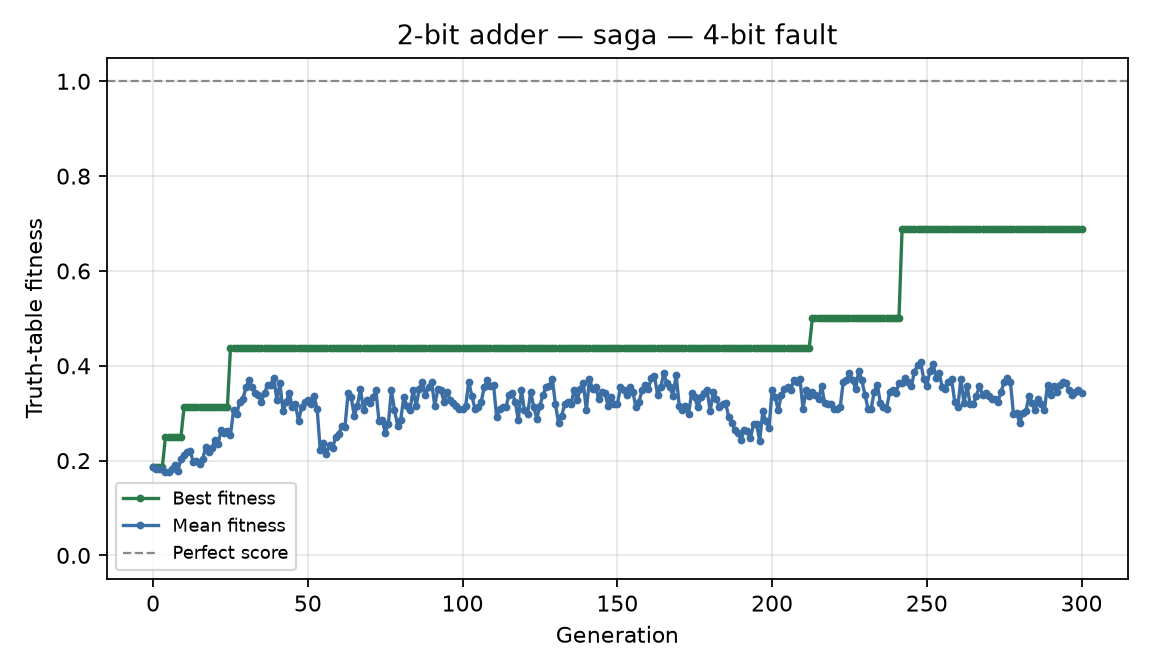 2-bit adder — saga — 4-bit fault
Truth-table fitness
1.0
0.8
0.6
0.4
0.2
0.0
Best fitness
Mean fitness
Perfect score
0 50 100 150 200 250 300
Generation